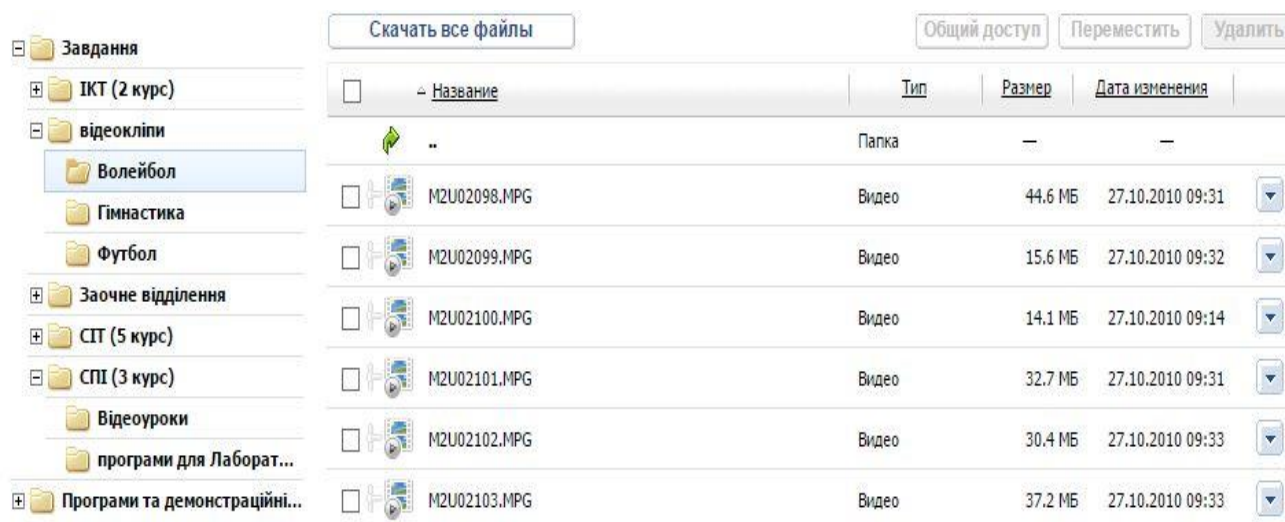 Завдання
ІКТ (2 курс)
відеокліпи
Волейбол
Гімнастика
Футбол
Заочне відділення
СІТ (5 курс)
СПІ (3 курс)
Відеоуроки
програми для Лаборат...
Програми та демонстраційні...
Скачать все файлы
Общий доступ Переместить Удалить
Название Тип Размер Дата изменения
.. Папка — —
M2U02098.MPG Видео 44.6 МБ 27.10.2010 09:31
M2U02099.MPG Видео 15.6 МБ 27.10.2010 09:32
M2U02100.MPG Видео 14.1 МБ 27.10.2010 09:14
M2U02101.MPG Видео 32.7 МБ 27.10.2010 09:31
M2U02102.MPG Видео 30.4 МБ 27.10.2010 09:33
M2U02103.MPG Видео 37.2 МБ 27.10.2010 09:33